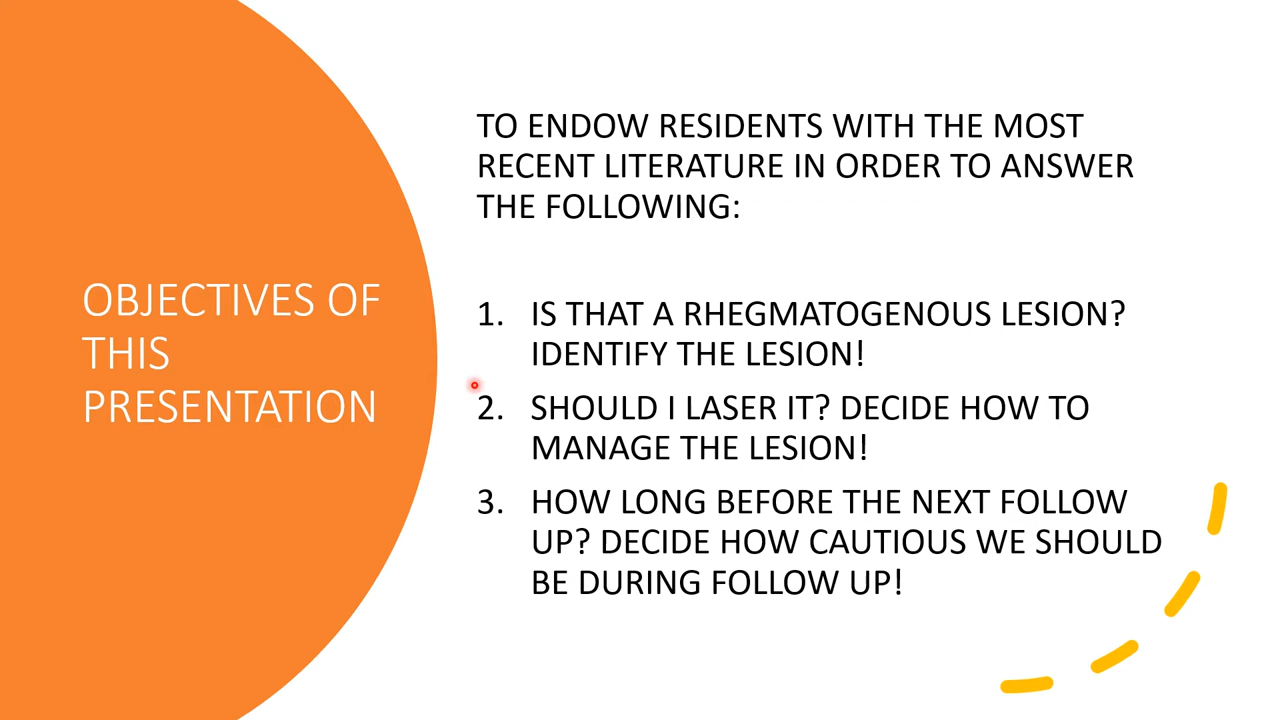 OBJECTIVES OF
THIS
PRESENTATION
TO ENDOW RESIDENTS WITH THE MOST
RECENT LITERATURE IN ORDER TO ANSWER
THE FOLLOWING:
1. IS THAT A RHEGMATOGENOUS LESION?
IDENTIFY THE LESION!
2. SHOULD I LASER IT? DECIDE HOW TO
MANAGE THE LESION!
3. HOW LONG BEFORE THE NEXT FOLLOW
UP? DECIDE HOW CAUTIOUS WE SHOULD
BE DURING FOLLOW UP!